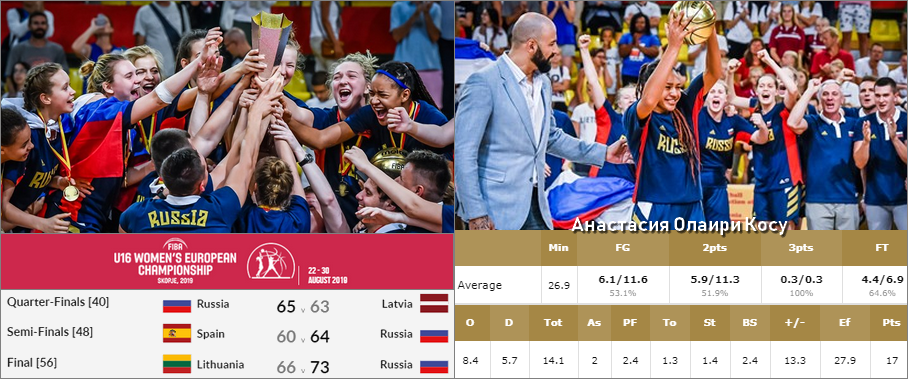 RUSSIA
FIBA
U16 WOMEN'S EUROPEAN
CHAMPIONSHIP
SKOPJE, 2019
22 - 30
AUGUST 2019
Quarter-Finals [40] Russia 65 v 63 Latvia
Semi-Finals [48] Spain 60 v 64 Russia
Final [56] Lithuania 66 v 73 Russia
RUSSIA
Анастасия Олаири Косу
Min FG 2pts 3pts FT
Average 26.9 6.1/11.6 5.9/11.3 0.3/0.3 4.4/6.9
53.1% 51.9% 100% 64.6%
O D Tot As PF To St BS +/- Ef Pts
8.4 5.7 14.1 2 2.4 1.3 1.4 2.4 13.3 27.9 17